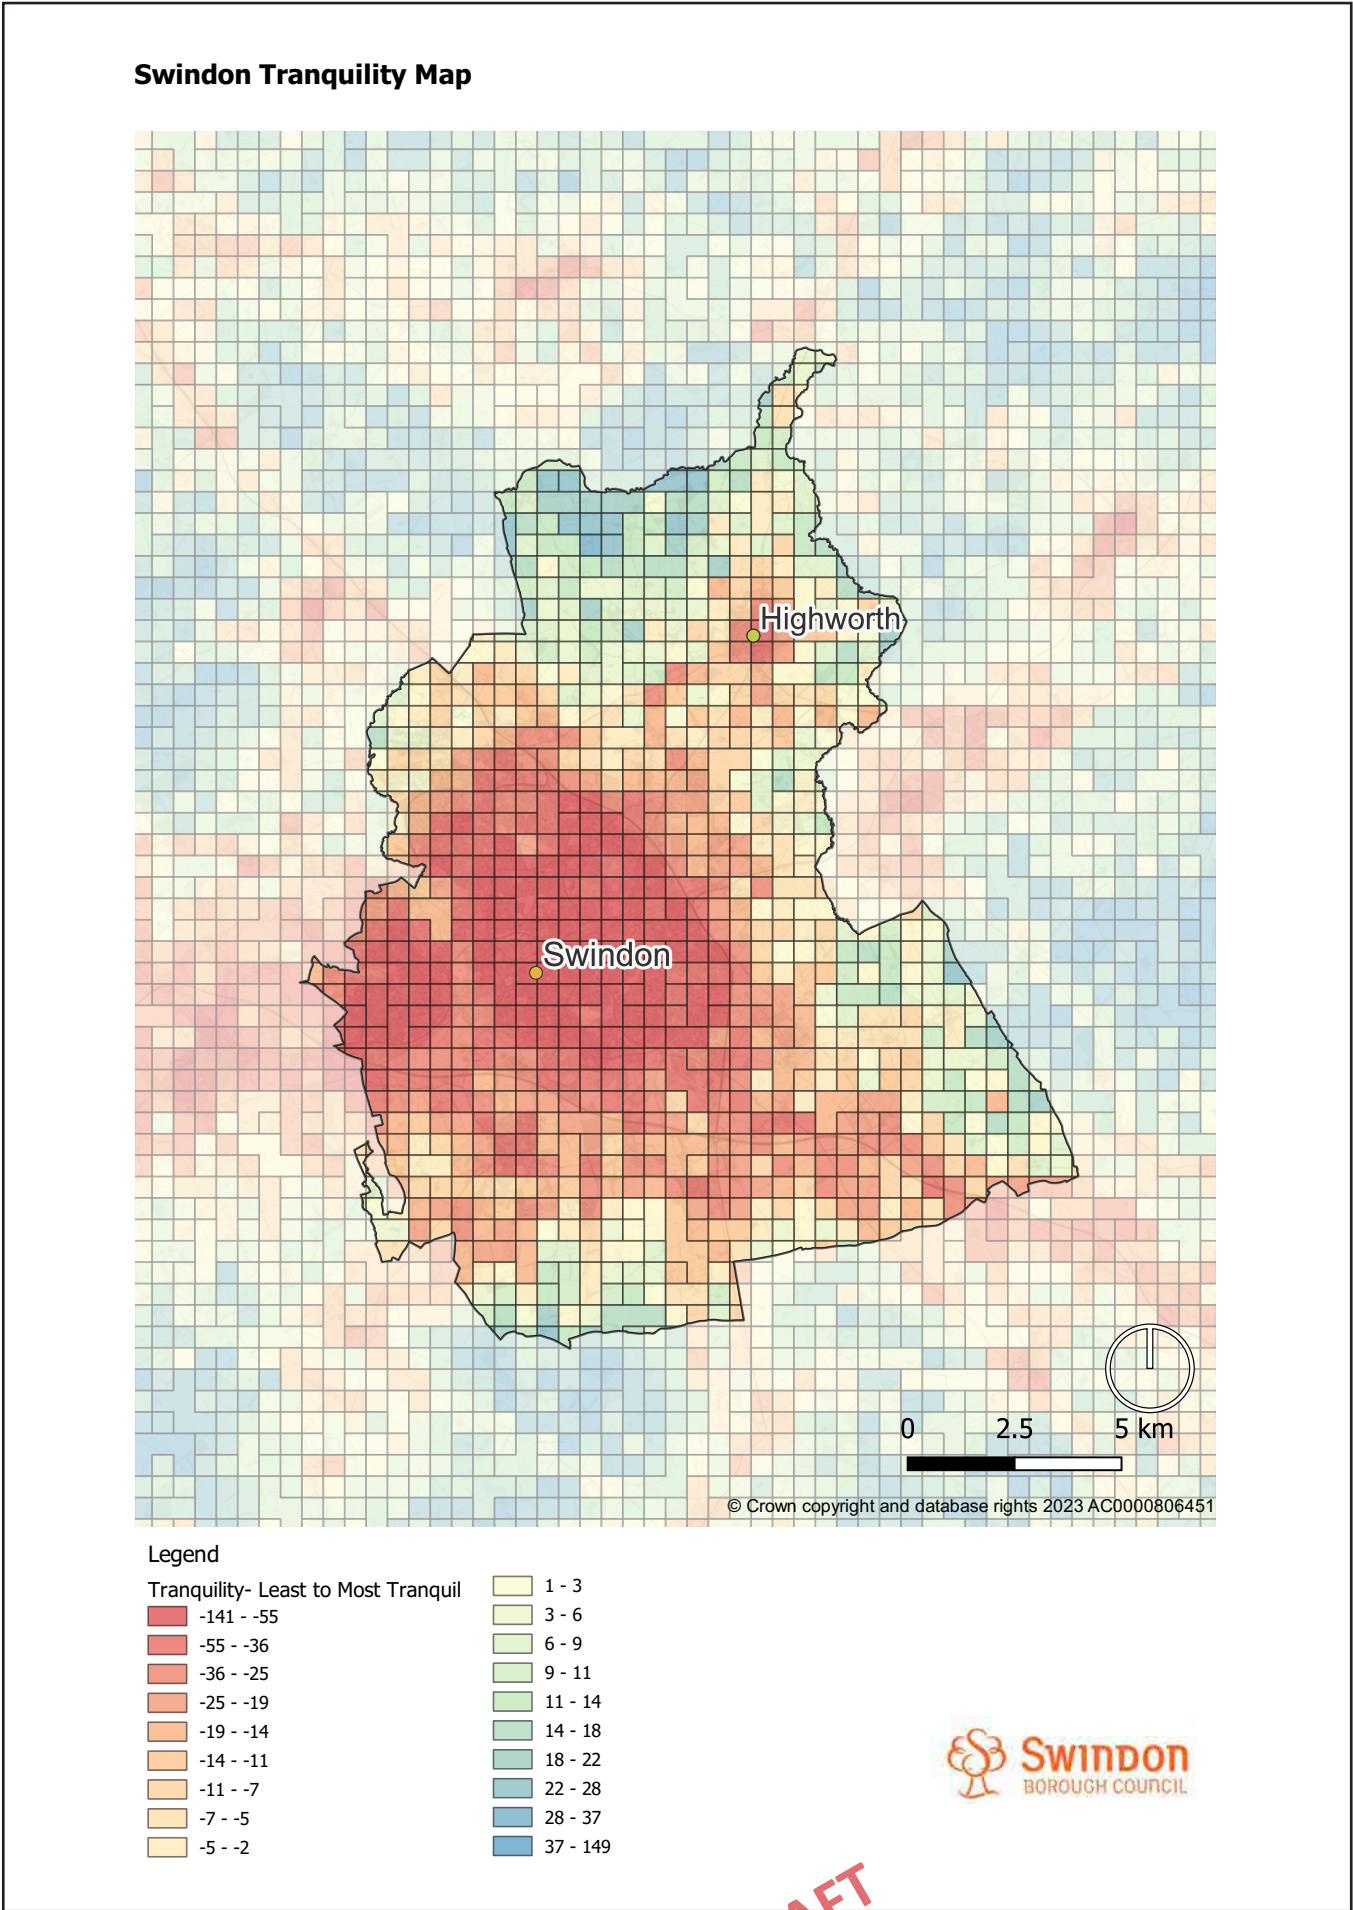 Swindon Tranquility Map
Highworth
Swindon
0 2.5 5 km
© Crown copyright and database rights 2023 AC0000806451
Legend
Tranquility- Least to Most Tranquil
-141 - -55
-55 - -36
-36 - -25
-25 - -19
-19 - -14
-14 - -11
-11 - -7
-7 - -5
-5 - -2
1 - 3
3 - 6
6 - 9
9 - 11
11 - 14
14 - 18
18 - 22
22 - 28
28 - 37
37 - 149
SWINDON
BOROUGH COUNCIL